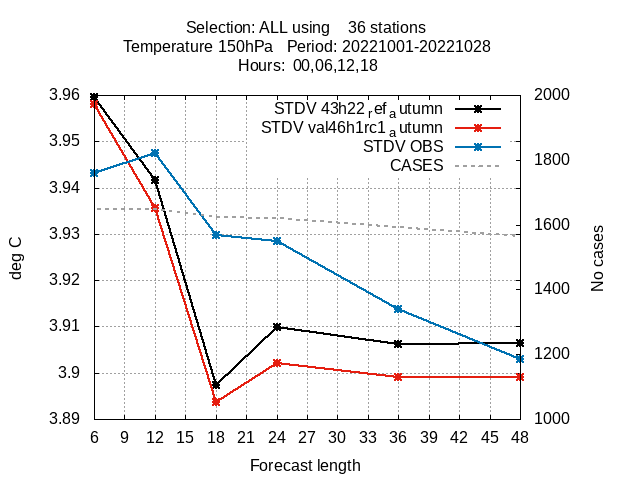 Selection: ALL using 36 stations
Temperature 150hPa Period: 20221001-20221028
Hours: 00,06,12,18
STDV 43h22ref_autumn
STDV val46h1rc1_autumn
STDV OBS
CASES
3.96
3.95
3.94
3.93
3.92
3.91
3.9
3.89
deg C
2000
1800
1600
1400
1200
1000
No cases
6 9 12 15 18 21 24 27 30 33 36 39 42 45 48
Forecast length